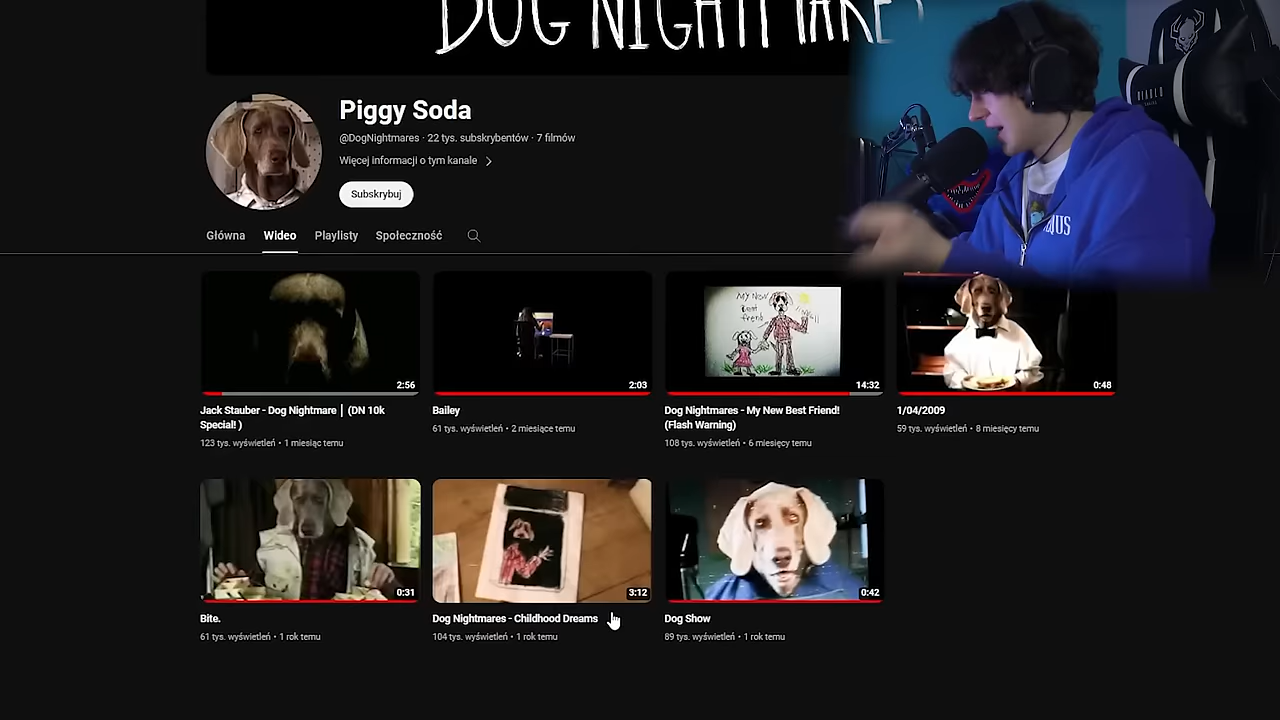 DOG NIGHTMARES
Piggy Soda
@DogNightmares · 22 tys. subskrybentów · 7 filmów
Więcej informacji o tym kanale
Subskrybuj
Główna
Wideo
Playlisty
Społeczność
DIABLO
2:56
2:03
My New
Best
frend
14:32
0:48
Jack Stauber - Dog Nightmare | (DN 10k
Special! )
123 tys. wyświetleń • 1 miesiąc temu
Bailey
61 tys. wyświetleń • 2 miesiące temu
Dog Nightmares - My New Best Friend!
(Flash Warning)
108 tys. wyświetleń • 6 miesięcy temu
1/04/2009
59 tys. wyświetleń • 8 miesięcy temu
0:31
3:12
0:42
Bite.
61 tys. wyświetleń • 1 rok temu
Dog Nightmares - Childhood Dreams
104 tys. wyświetleń • 1 rok temu
Dog Show
89 tys. wyświetleń • 1 rok temu